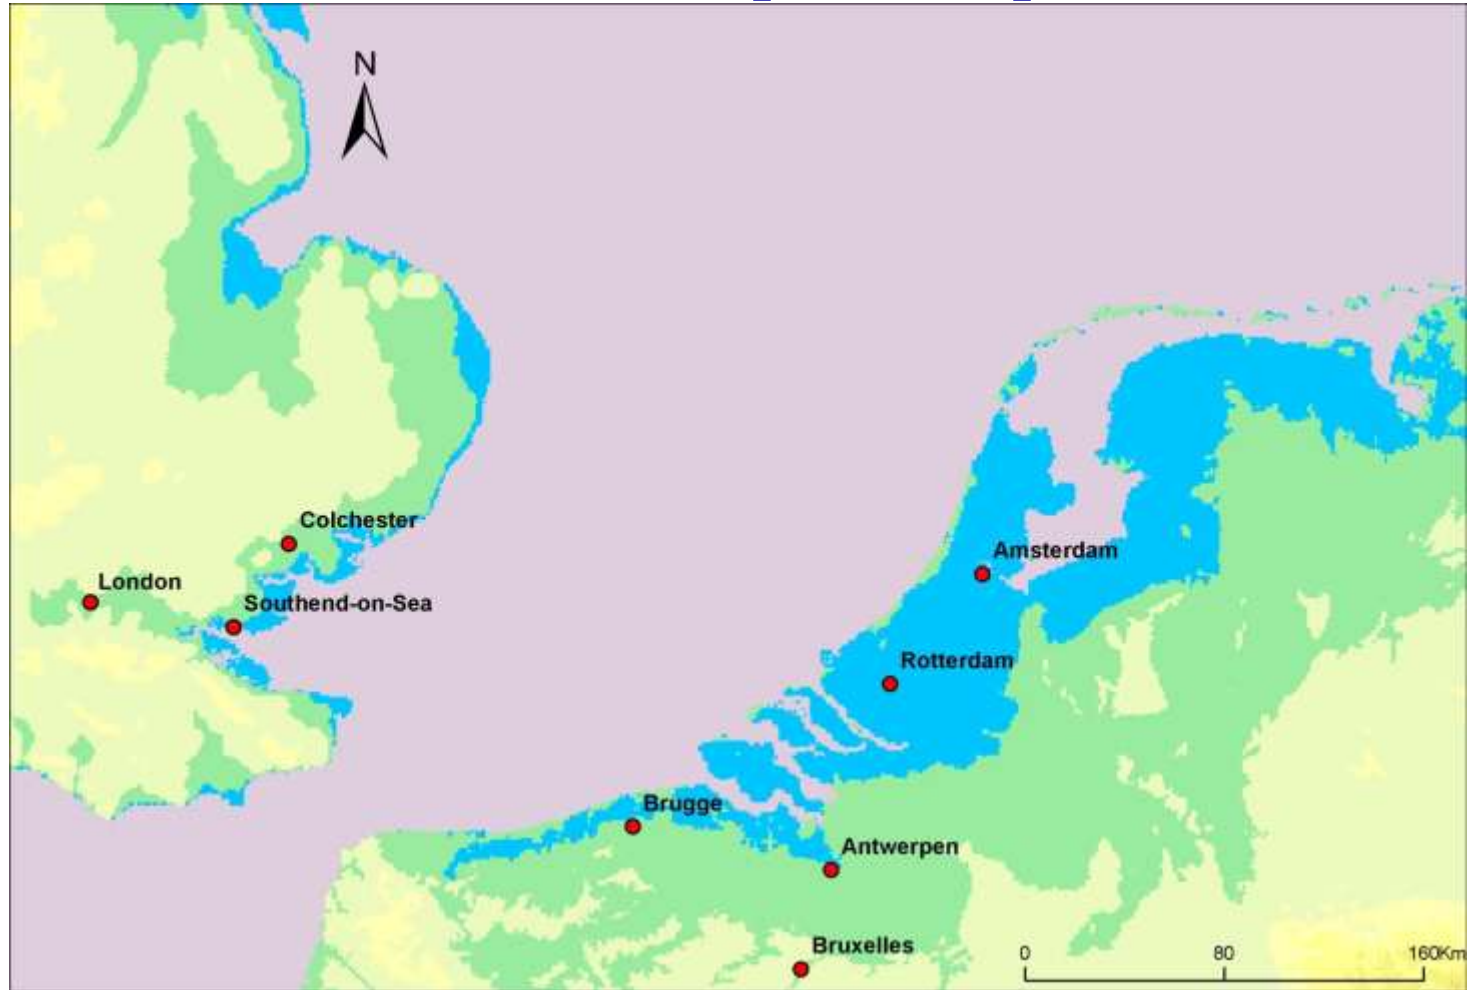 N
Colchester
Amsterdam
London
Southend-on-Sea
Rotterdam
Brugge
Antwerpen
Bruxelles
0 80 160Km